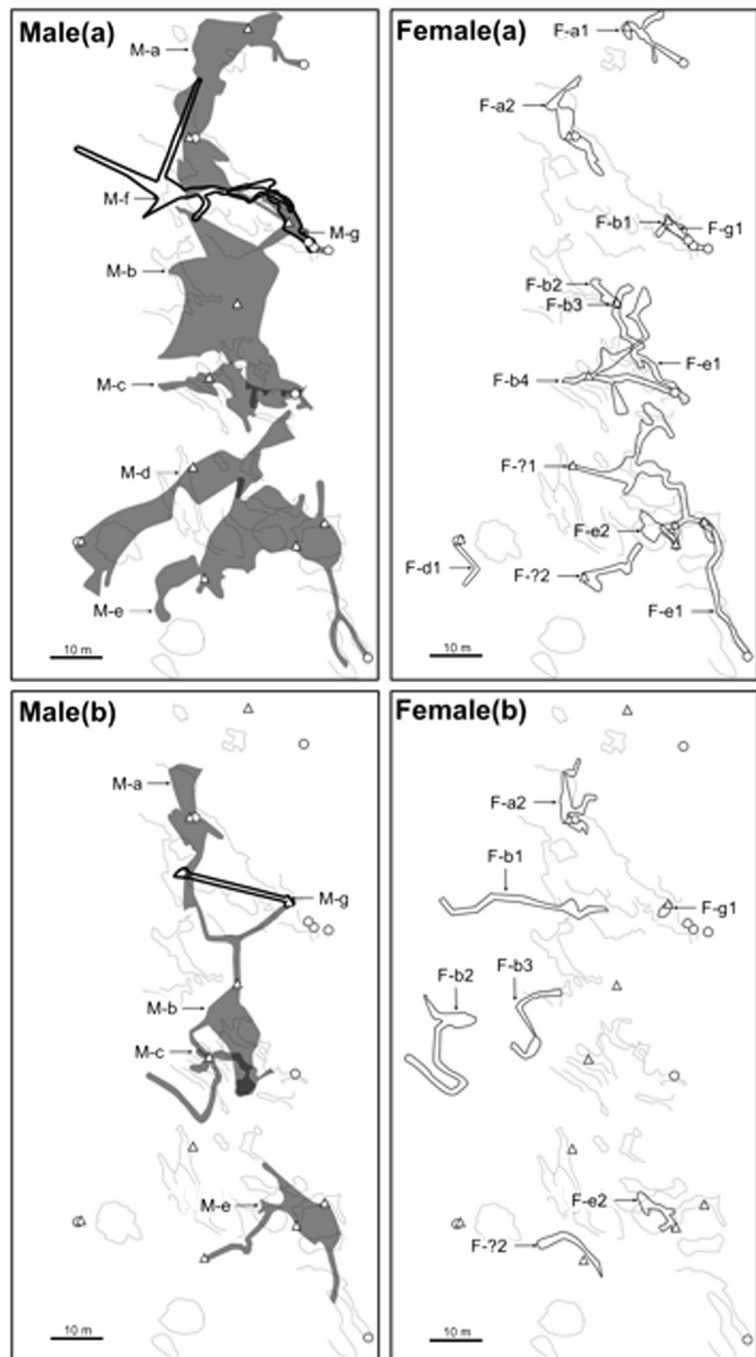 Male(a)
M-a
M-f
M-g
M-b
M-c
M-d
M-e
10 m
Female(a)
F-a1
F-a2
F-b1
F-g1
F-b2
F-b3
F-e1
F-b4
F-?1
F-e2
F-d1
F-?2
F-e1
10 m
Male(b)
M-a
M-g
M-b
M-c
M-e
10 m
Female(b)
F-a2
F-b1
F-g1
F-b2
F-b3
F-e2
F-?2
10 m